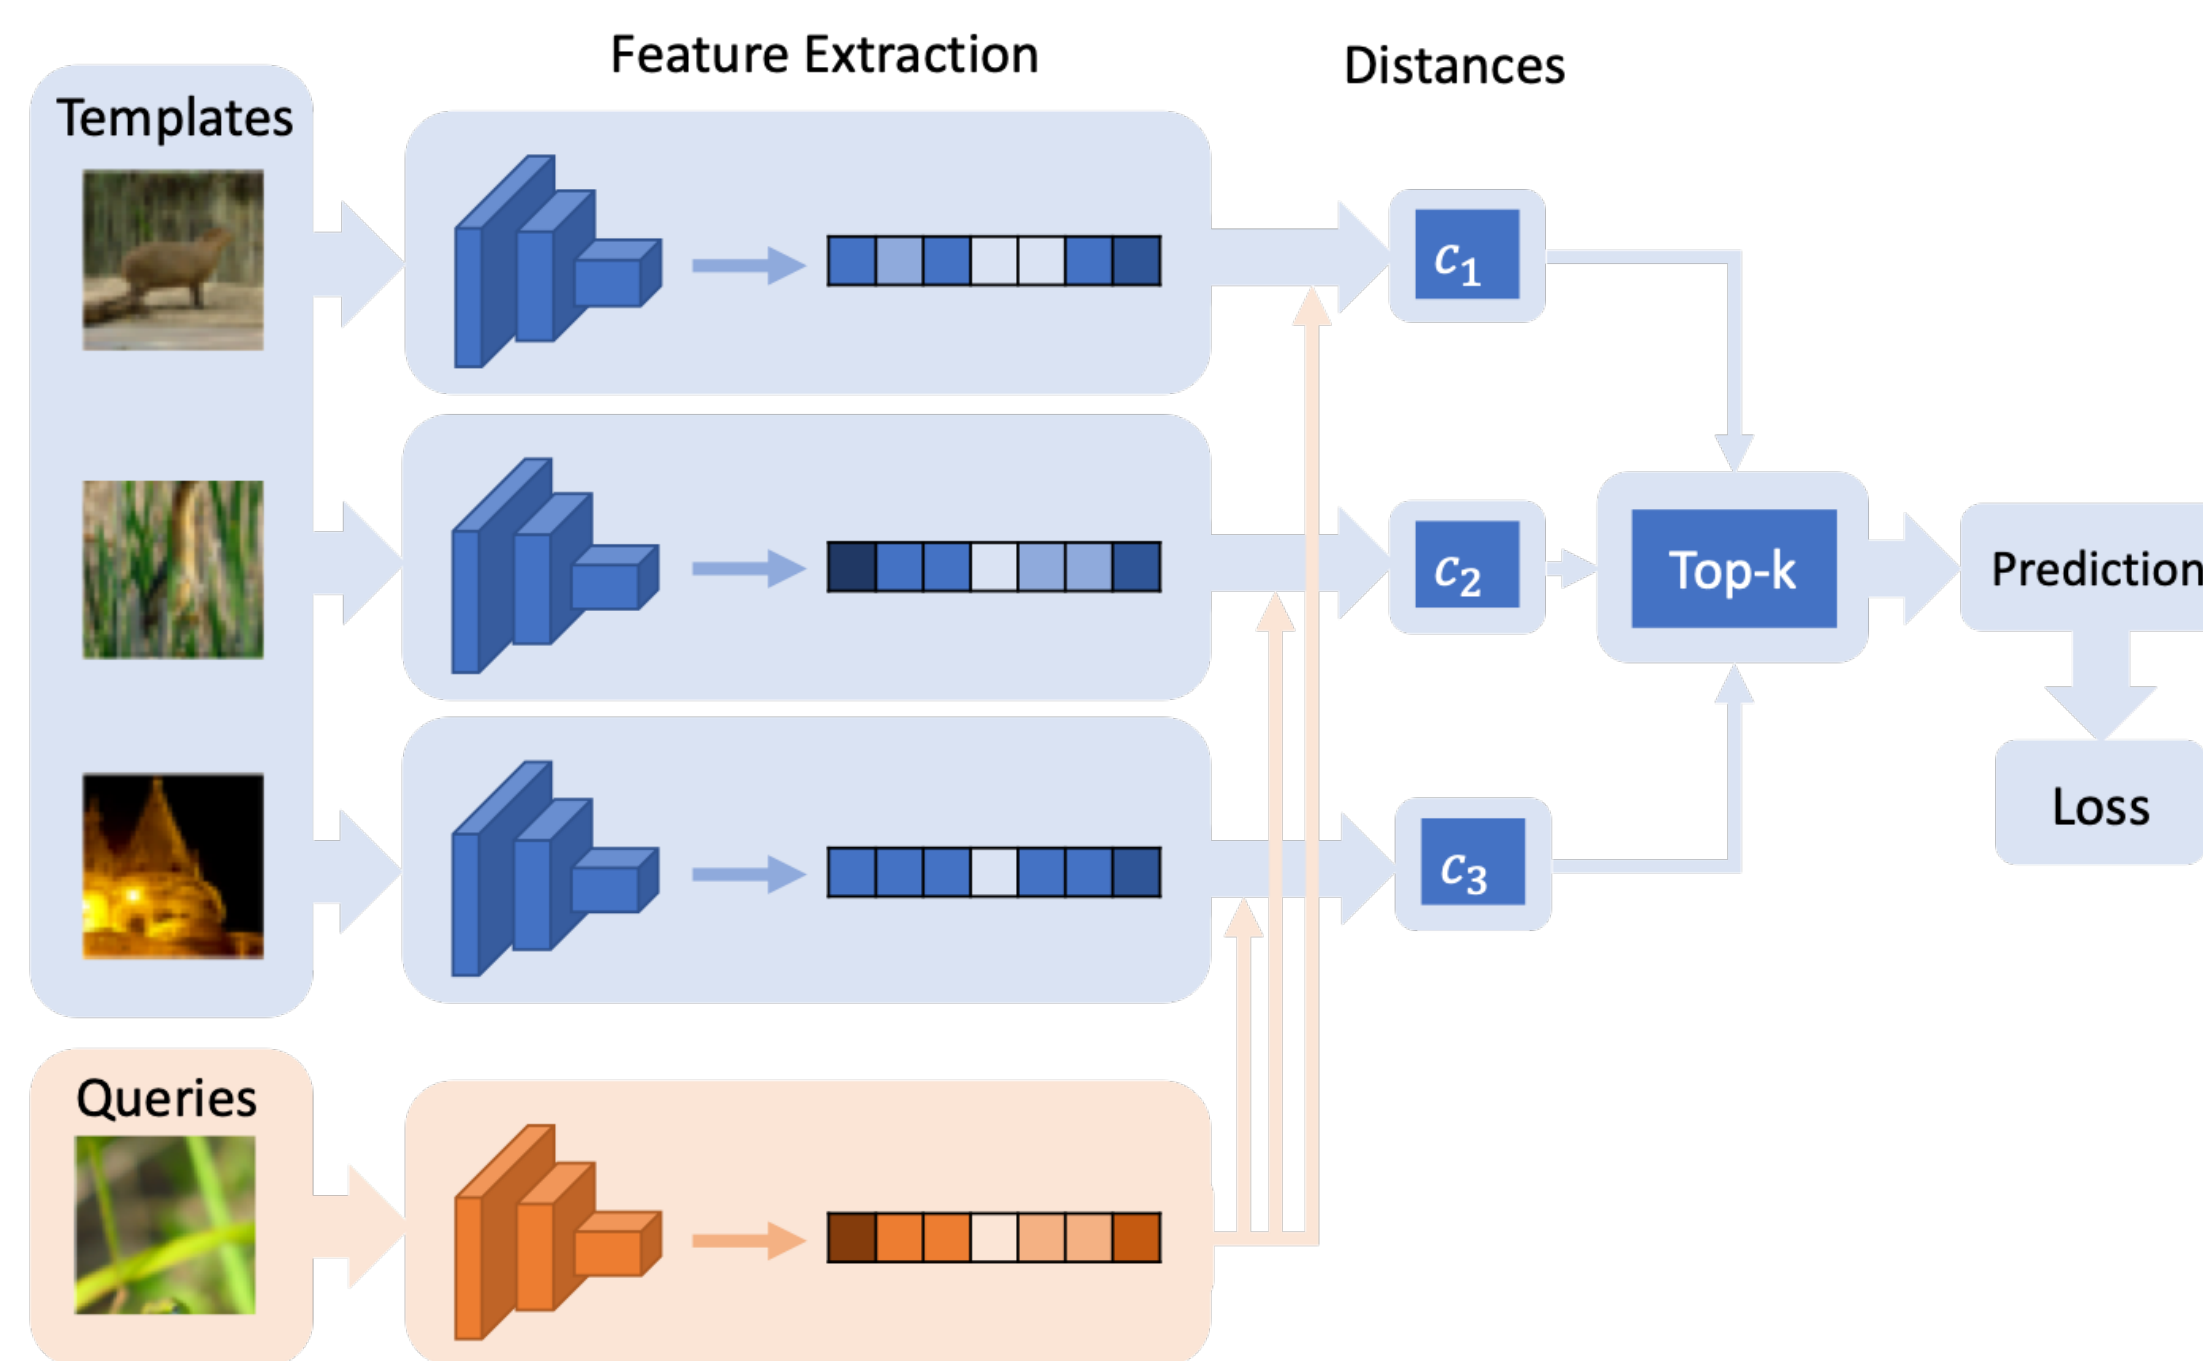 Feature Extraction
Distances
Templates
c1
c2
Top-k
Prediction
c3
Loss
Queries